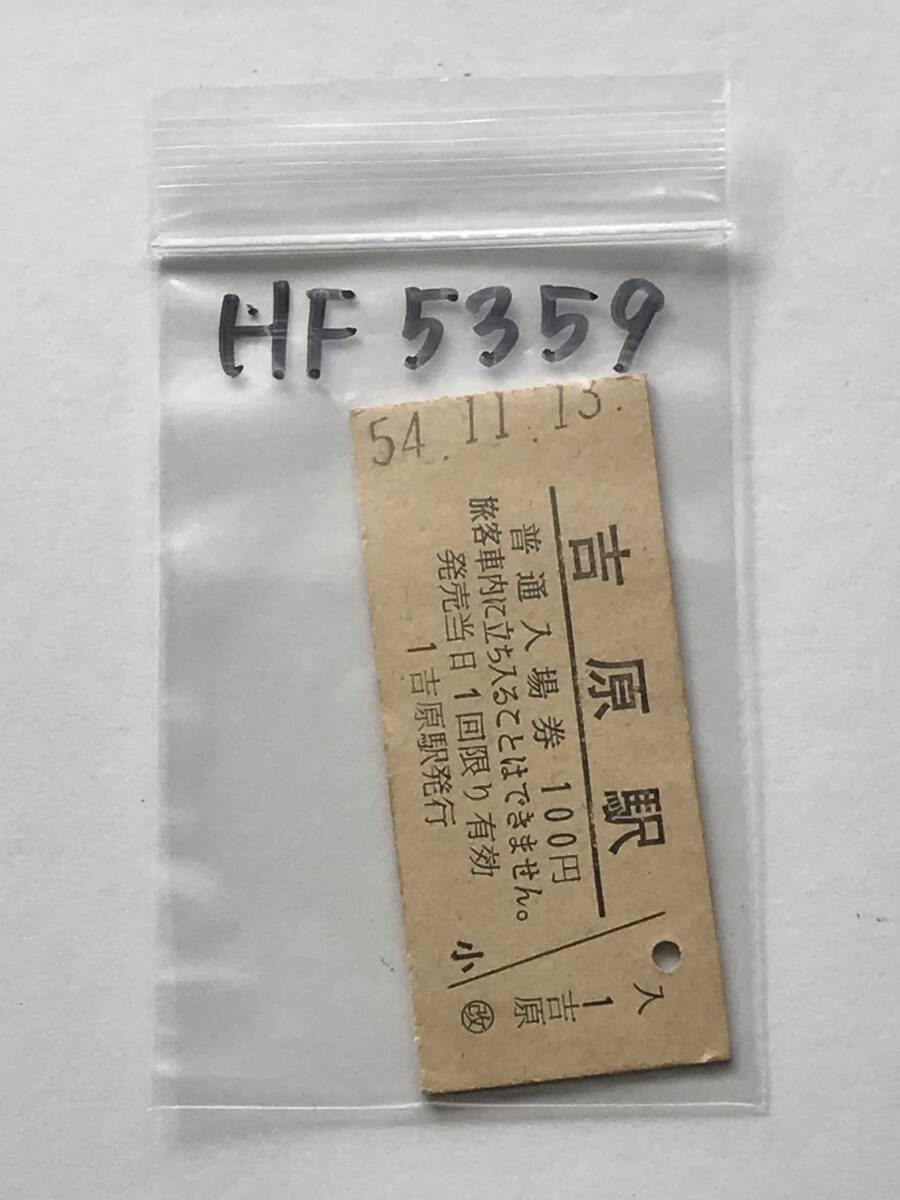 HF 5359
54.11.13.
吉原駅
普通入場券 100円
旅客車内に立ち入ることはできません。
発売当日1回限り有効
1吉原駅発行
入
1吉原
小
改